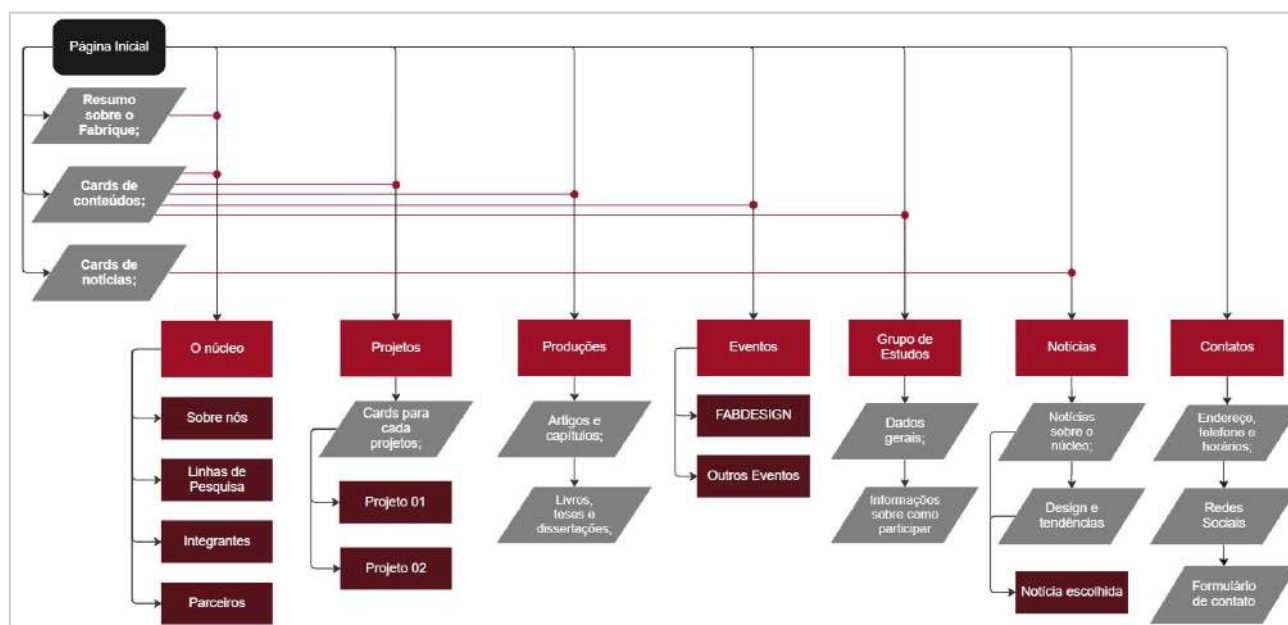 Página Inicial
Resumo
sobre o
Fabrique;
Cards de
conteúdos;
Cards de
notícias;
O núcleo
Sobre nós
Linhas de
Pesquisa
Integrantes
Parceiros
Projetos
Cards para
cada
projetos;
Projeto 01
Projeto 02
Produções
Artigos e
capítulos;
Livros,
teses e
dissertações;
Eventos
FABDESIGN
Outros Eventos
Grupo de
Estudos
Dados
gerais;
Informações
sobre como
participar
Notícias
Notícias
sobre o
núcleo;
Design e
tendências
Notícia escolhida
Contatos
Endereço,
telefone e
horários;
Redes
Sociais
Formulário
de contato